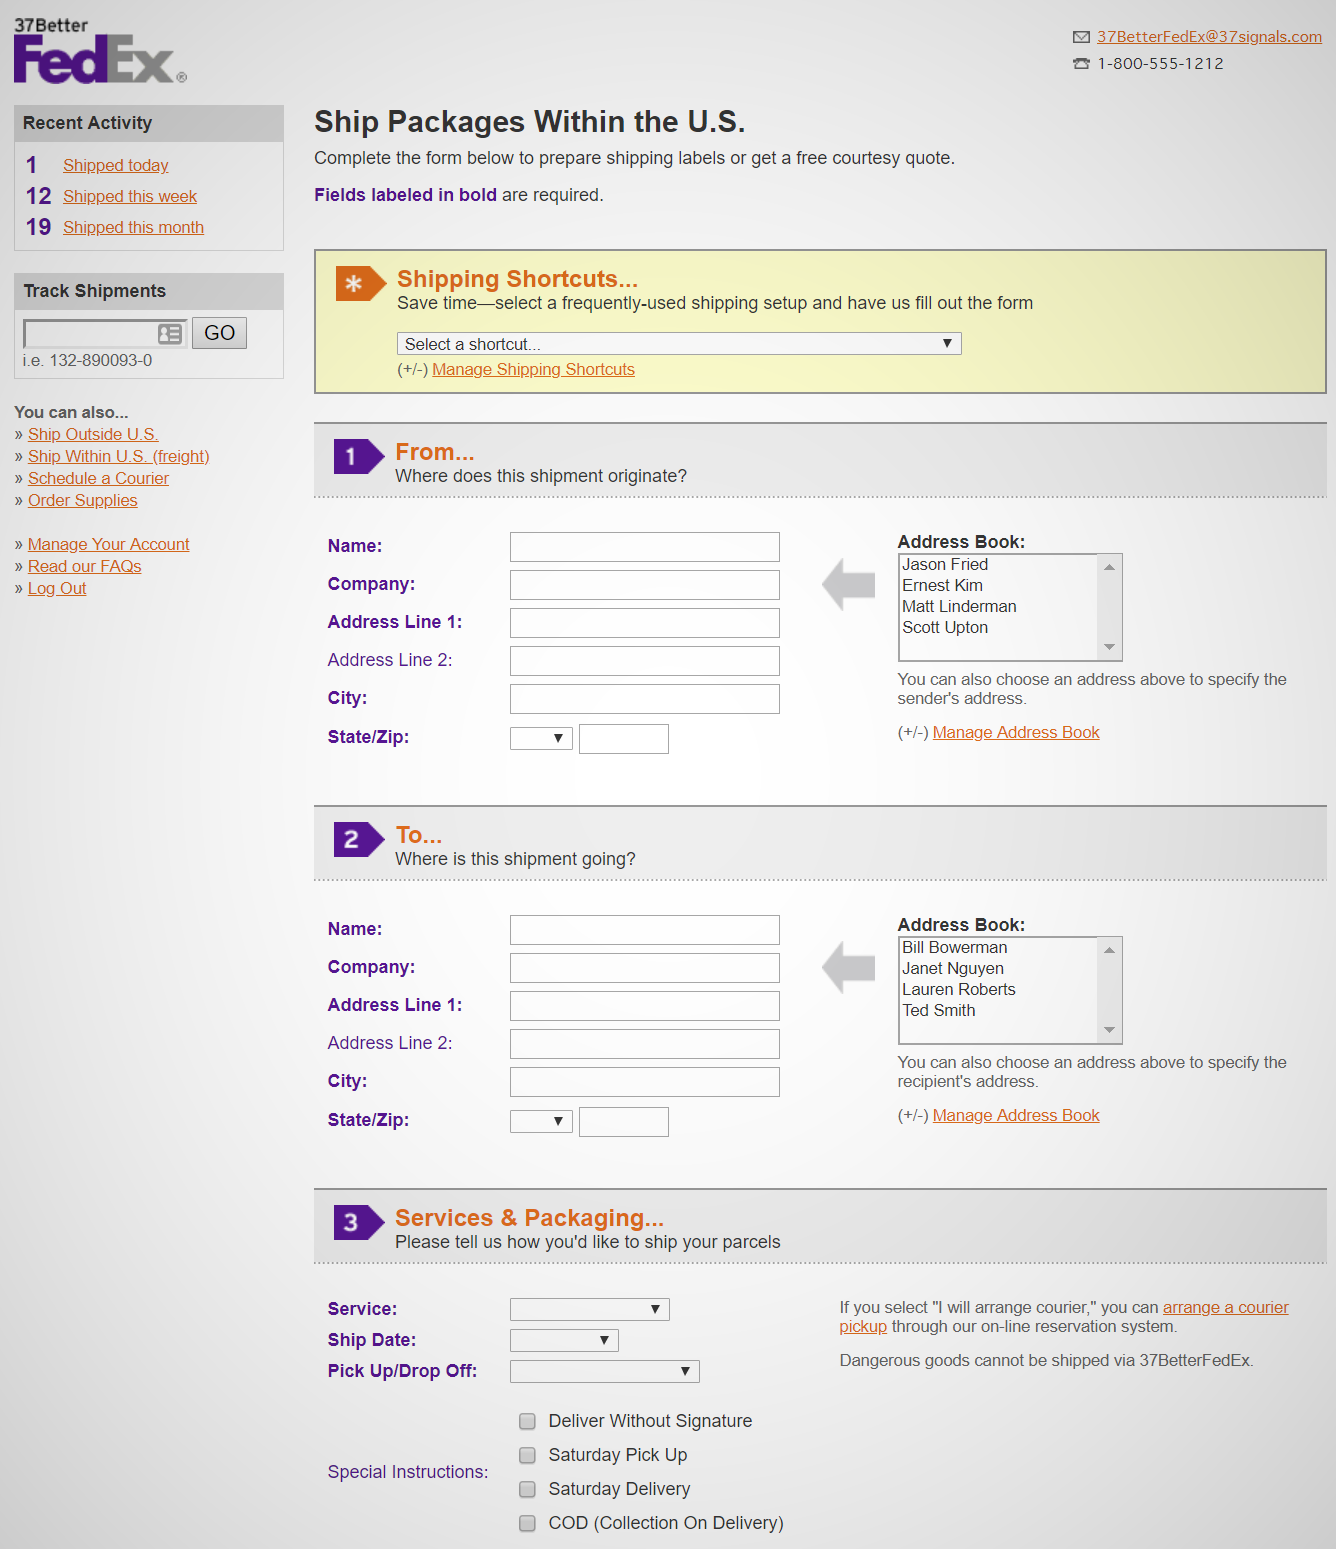 37Better
FedEx®
37BetterFedEx@37signals.com
1-800-555-1212
Recent Activity
1 Shipped today
12 Shipped this week
19 Shipped this month
Track Shipments
GO
i.e. 132-890093-0
You can also...
» Ship Outside U.S.
» Ship Within U.S. (freight)
» Schedule a Courier
» Order Supplies
» Manage Your Account
» Read our FAQs
» Log Out
Ship Packages Within the U.S.
Complete the form below to prepare shipping labels or get a free courtesy quote.
Fields labeled in bold are required.
* Shipping Shortcuts...
Save time—select a frequently-used shipping setup and have us fill out the form
Select a shortcut...
(+/-) Manage Shipping Shortcuts
1 From...
Where does this shipment originate?
Name:
Company:
Address Line 1:
Address Line 2:
City:
State/Zip:
Address Book:
Jason Fried
Ernest Kim
Matt Linderman
Scott Upton
You can also choose an address above to specify the
sender's address.
(+/-) Manage Address Book
2 To...
Where is this shipment going?
Name:
Company:
Address Line 1:
Address Line 2:
City:
State/Zip:
Address Book:
Bill Bowerman
Janet Nguyen
Lauren Roberts
Ted Smith
You can also choose an address above to specify the
recipient's address.
(+/-) Manage Address Book
3 Services & Packaging...
Please tell us how you'd like to ship your parcels
Service:
Ship Date:
Pick Up/Drop Off:
If you select "I will arrange courier," you can arrange a courier
pickup through our on-line reservation system.
Dangerous goods cannot be shipped via 37BetterFedEx.
Special Instructions:
Deliver Without Signature
Saturday Pick Up
Saturday Delivery
COD (Collection On Delivery)